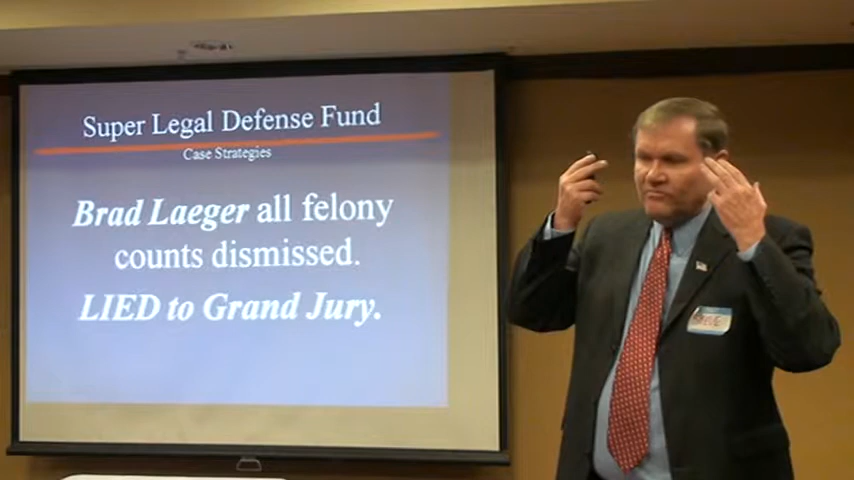 Super Legal Defense Fund
Case Strategies
Brad Laeger all felony
counts dismissed.
LIED to Grand Jury.